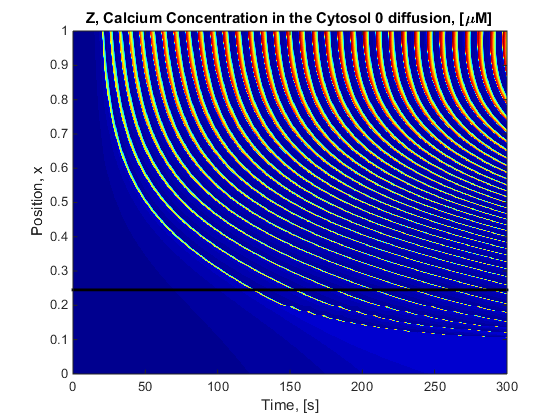 Z, Calcium Concentration in the Cytosol 0 diffusion, [μM]
1
0.9
0.8
0.7
0.6
0.5
0.4
0.3
0.2
0.1
0
Position, x
0 50 100 150 200 250 300
Time, [s]